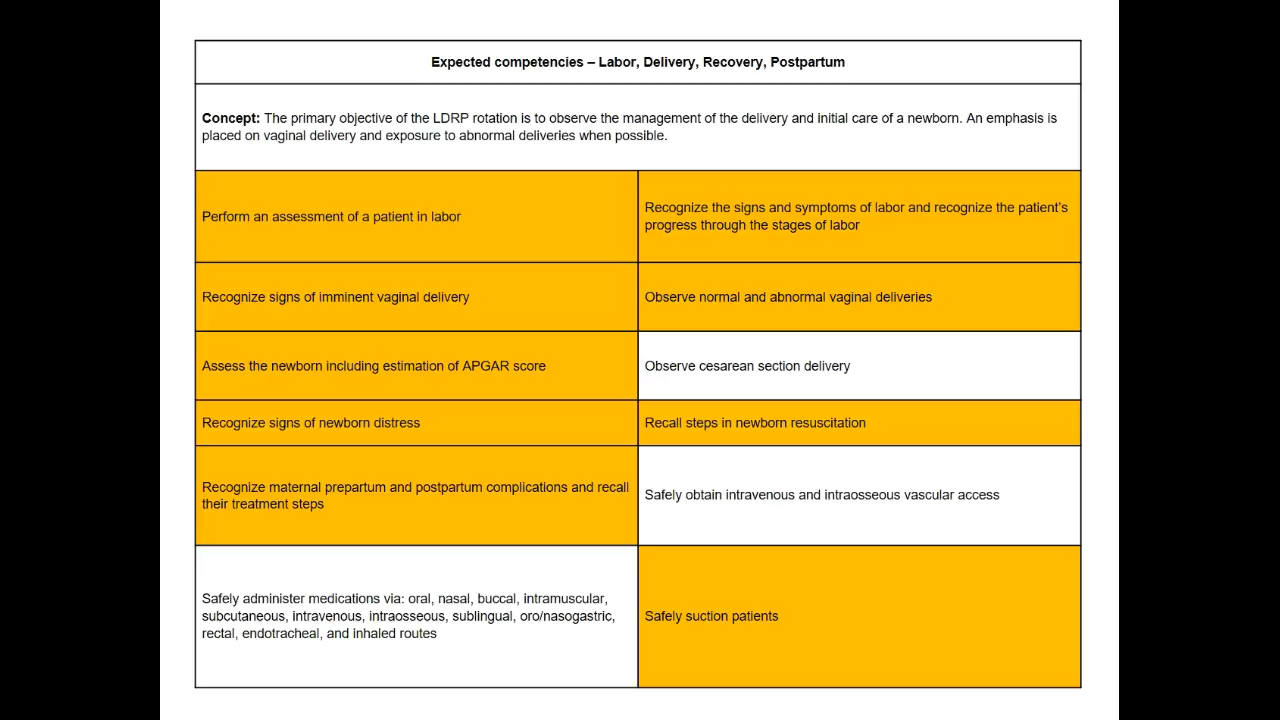 Expected competencies – Labor, Delivery, Recovery, Postpartum
Concept: The primary objective of the LDRP rotation is to observe the management of the delivery and initial care of a newborn. An emphasis is
placed on vaginal delivery and exposure to abnormal deliveries when possible.
Perform an assessment of a patient in labor
Recognize the signs and symptoms of labor and recognize the patient's
progress through the stages of labor
Recognize signs of imminent vaginal delivery
Observe normal and abnormal vaginal deliveries
Assess the newborn including estimation of APGAR score
Observe cesarean section delivery
Recognize signs of newborn distress
Recall steps in newborn resuscitation
Recognize maternal prepartum and postpartum complications and recall
their treatment steps
Safely obtain intravenous and intraosseous vascular access
Safely administer medications via: oral, nasal, buccal, intramuscular,
subcutaneous, intravenous, intraosseous, sublingual, oro/nasogastric,
rectal, endotracheal, and inhaled routes
Safely suction patients